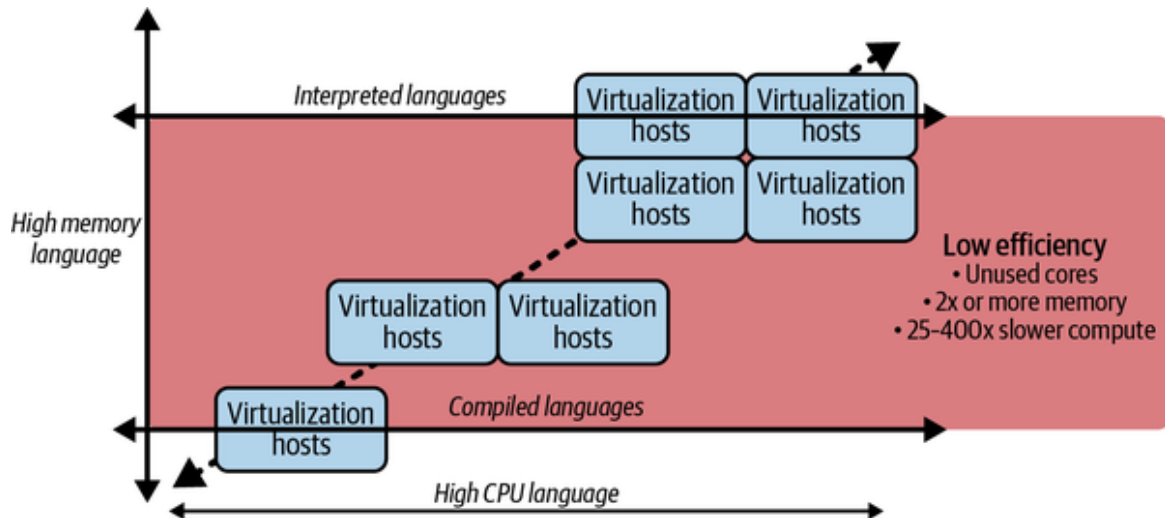 Interpreted languages
Virtualization
hosts
Virtualization
hosts
Virtualization
hosts
Virtualization
hosts
High memory
language
Low efficiency
• Unused cores
• 2x or more memory
• 25–400x slower compute
Virtualization
hosts
Virtualization
hosts
Virtualization
hosts
Compiled languages
High CPU language